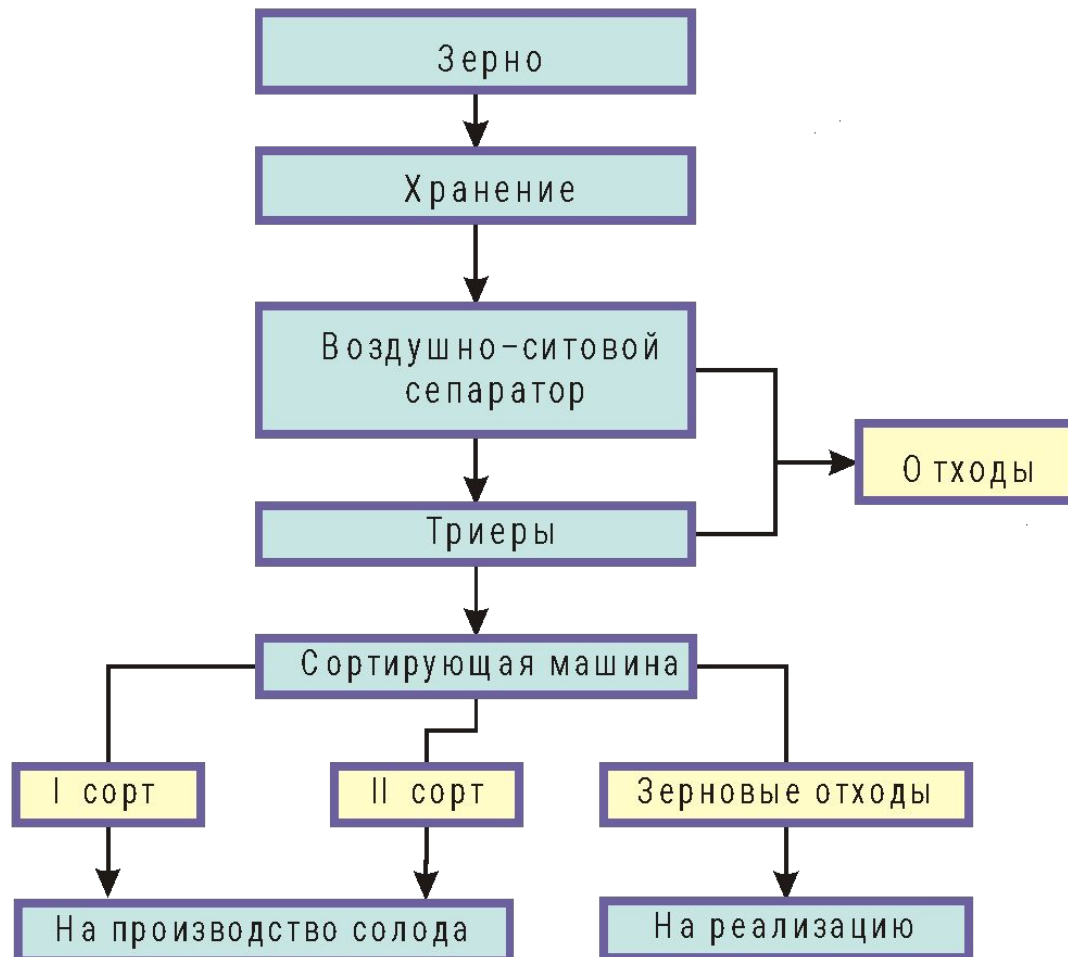 Зерно
Хранение
Воздушно-ситовой
сепаратор
Отходы
Триеры
Сортирующая машина
I сорт
II сорт
Зерновые отходы
На производство солода
На реализацию